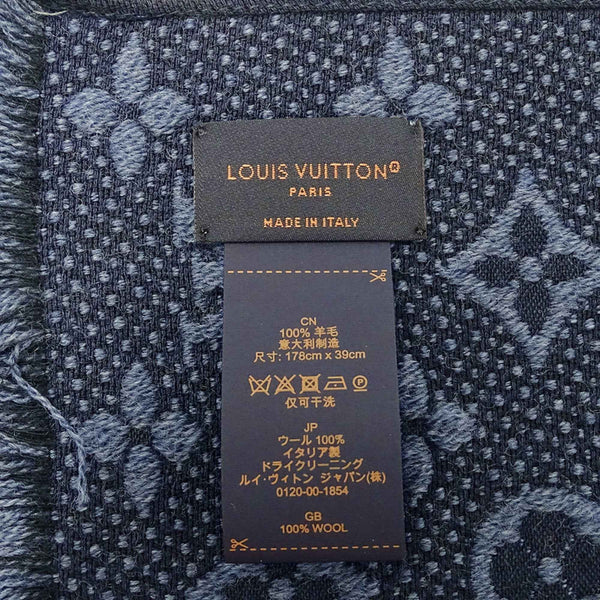 LOUIS VUITTON®
PARIS
MADE IN ITALY
CN
100% 羊毛
意大利制造
尺寸: 178cm x 39cm
仅可干洗
JP
ウール 100%
イタリア製
ドライクリーニング
ルイ·ヴィトン ジャパン(株)
0120-00-1854
GB
100% WOOL